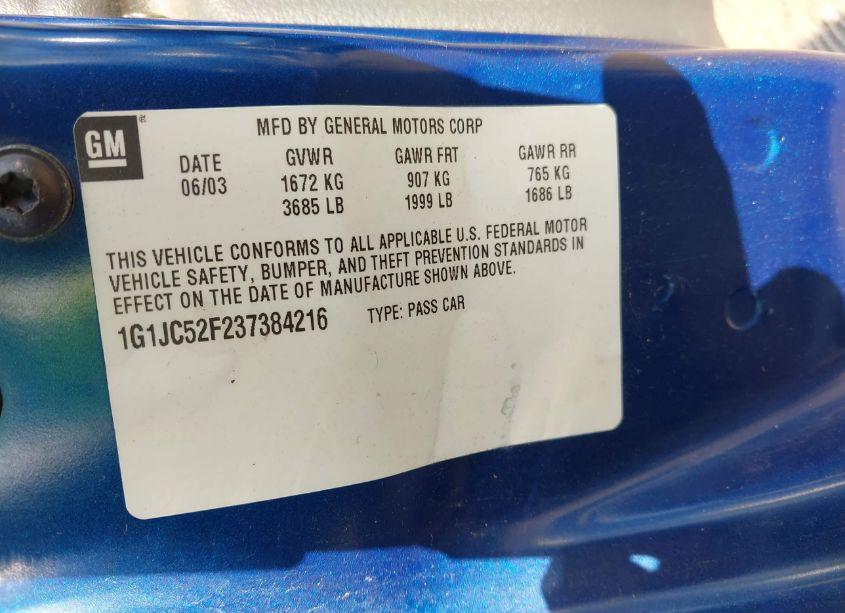 GM ®
MFD BY GENERAL MOTORS CORP
DATE GVWR GAWR FRT GAWR RR
06/03 1672 KG 907 KG 765 KG
3685 LB 1999 LB 1686 LB
THIS VEHICLE CONFORMS TO ALL APPLICABLE U.S. FEDERAL MOTOR
VEHICLE SAFETY, BUMPER, AND THEFT PREVENTION STANDARDS IN
EFFECT ON THE DATE OF MANUFACTURE SHOWN ABOVE.
1G1JC52F237384216 TYPE: PASS CAR